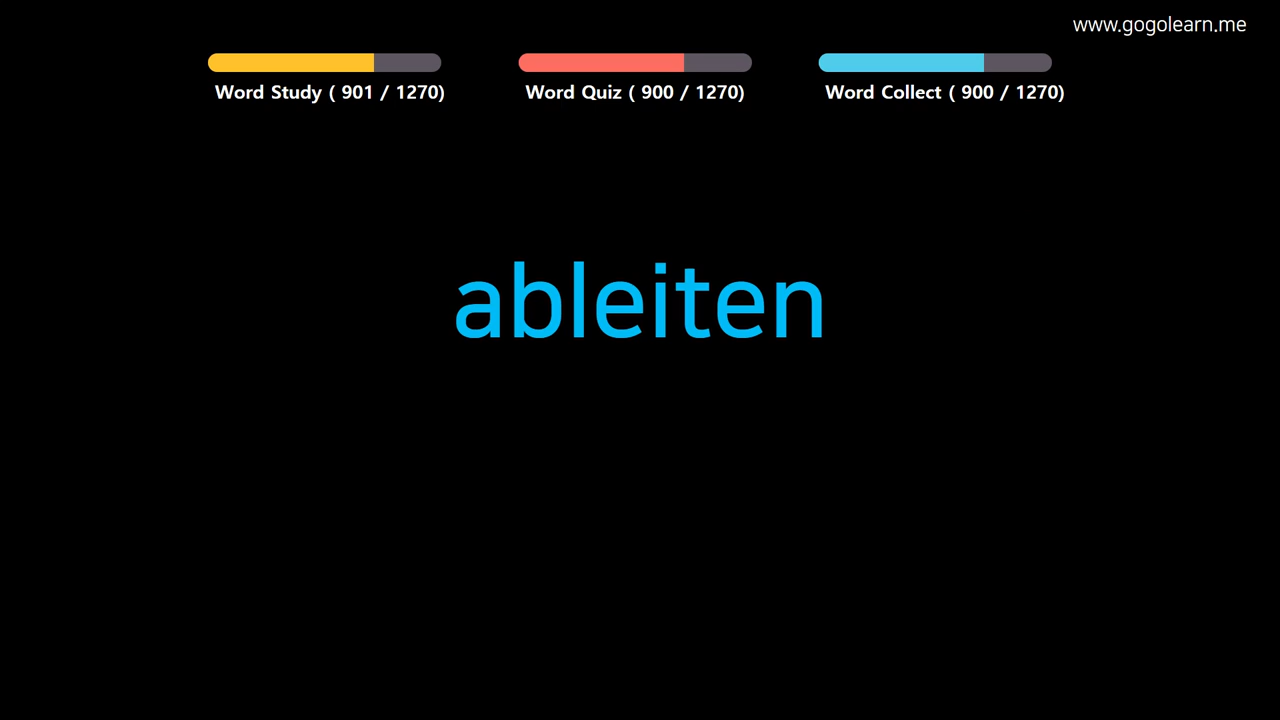 www.gogolearn.me
Word Study ( 901 / 1270)
Word Quiz ( 900 / 1270)
Word Collect ( 900 / 1270)
ableiten